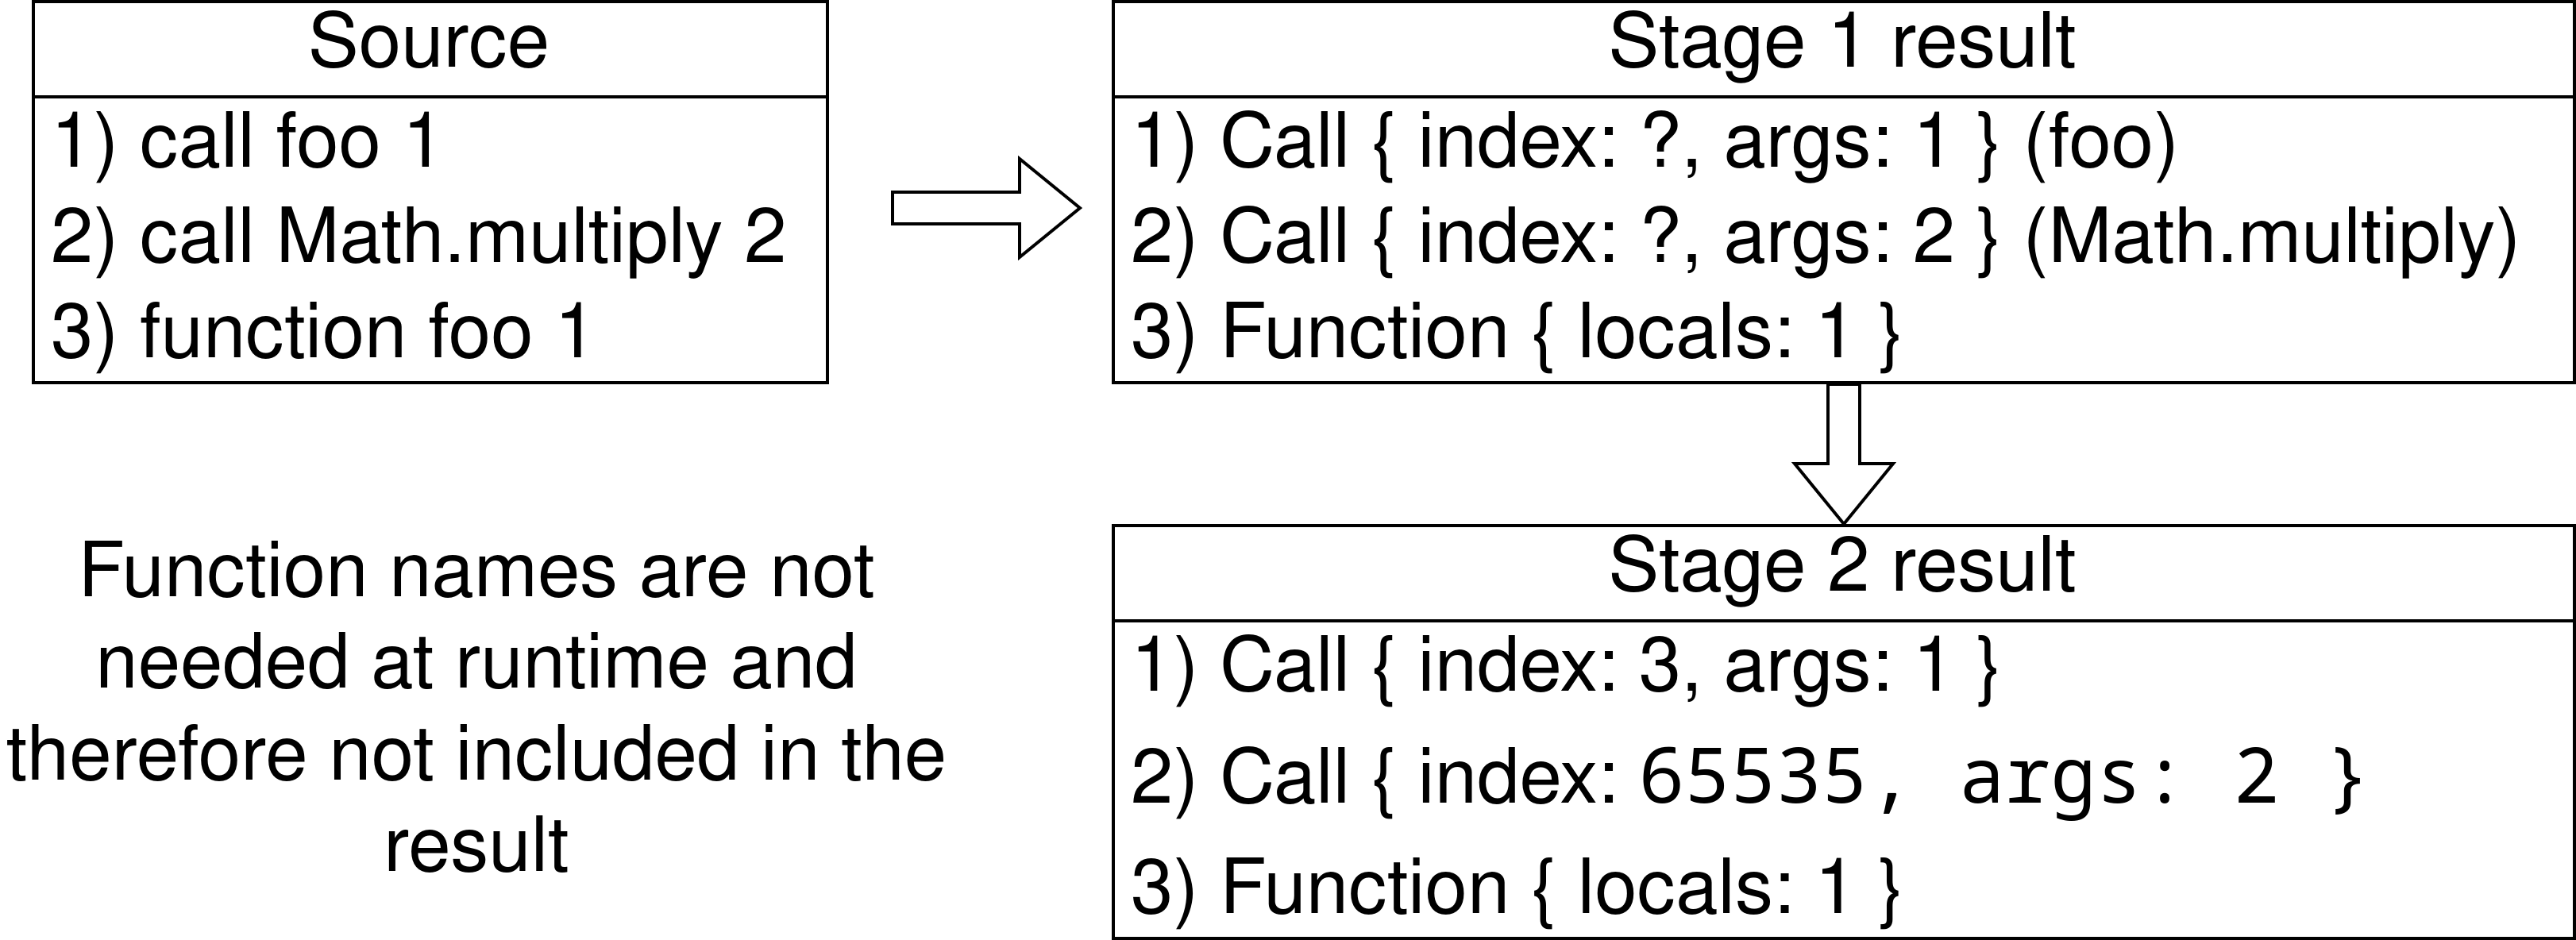 Source
1) call foo 1
2) call Math.multiply 2
3) function foo 1
Stage 1 result
1) Call { index: ?, args: 1 } (foo)
2) Call { index: ?, args: 2 } (Math.multiply)
3) Function { locals: 1 }
Function names are not
needed at runtime and
therefore not included in the
result
Stage 2 result
1) Call { index: 3, args: 1 }
2) Call { index: 65535, args: 2 }
3) Function { locals: 1 }